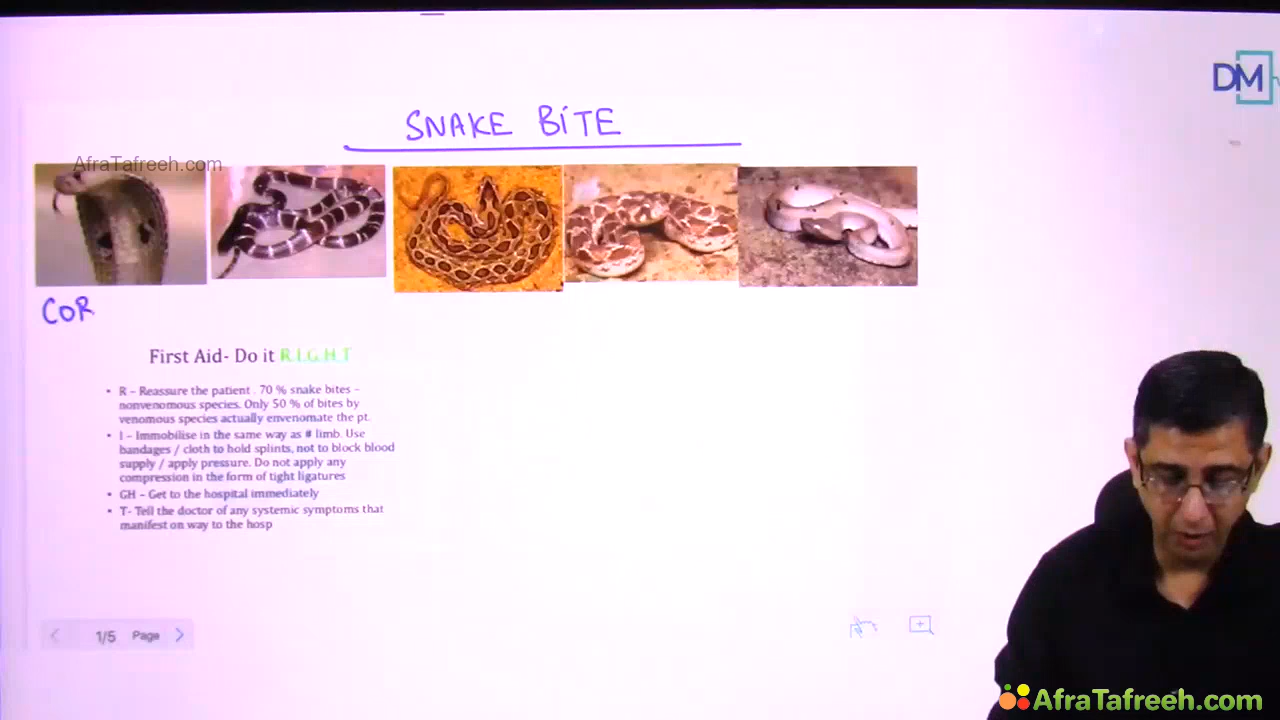 DM
SNAKE BITE
AfraTafreeh.com
COR
First Aid- Do it R.I.G.H.T
• R – Reassure the patient . 70 % snake bites –
nonvenomous species. Only 50 % of bites by
venomous species actually envenomate the pt.
• I – Immobilise in the same way as # limb. Use
bandages / cloth to hold splints, not to block blood
supply / apply pressure. Do not apply any
compression in the form of tight ligatures
• GH – Get to the hospital immediately
• T- Tell the doctor of any systemic symptoms that
manifest on way to the hosp
1/5 Page
AfraTafreeh.com